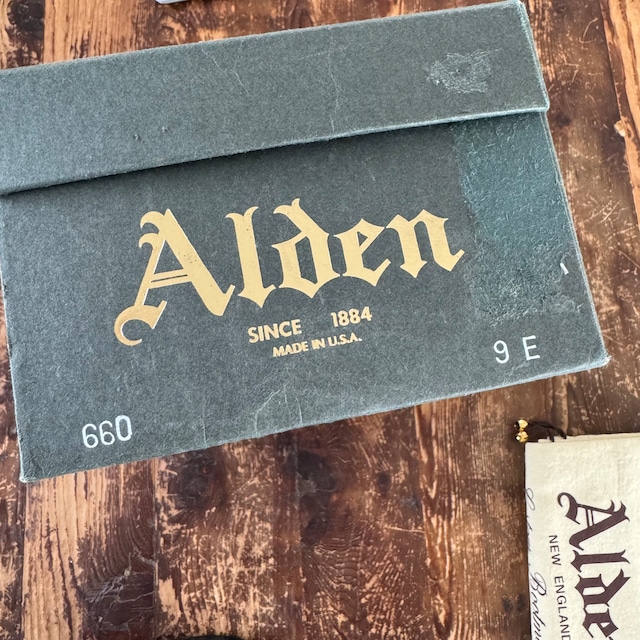 Alden
SINCE 1884
MADE IN U.S.A.
9 E
660
Alde
NEW ENGLAND